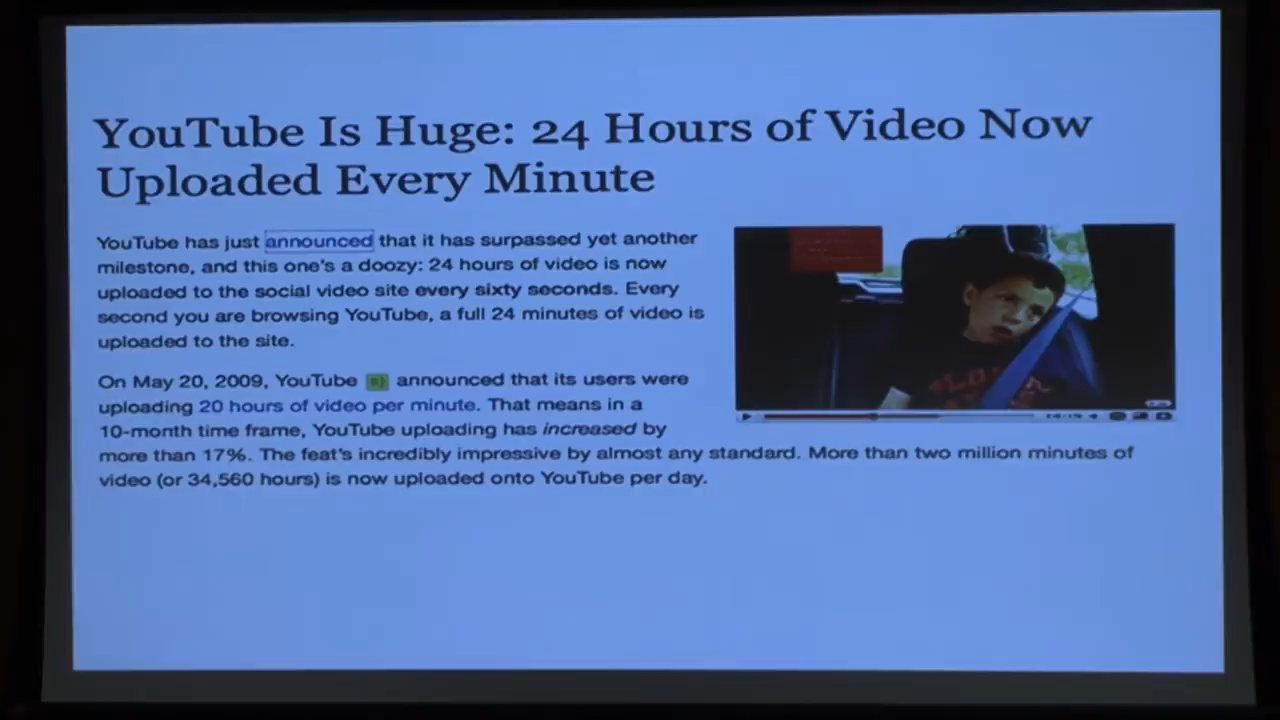 YouTube Is Huge: 24 Hours of Video Now
Uploaded Every Minute
YouTube has just announced that it has surpassed yet another
milestone, and this one's a doozy: 24 hours of video is now
uploaded to the social video site every sixty seconds. Every
second you are browsing YouTube, a full 24 minutes of video is
uploaded to the site.
On May 20, 2009, YouTube announced that its users were
uploading 20 hours of video per minute. That means in a
10-month time frame, YouTube uploading has increased by
more than 17%. The feat's incredibly impressive by almost any standard. More than two million minutes of
video (or 34,560 hours) is now uploaded onto YouTube per day.